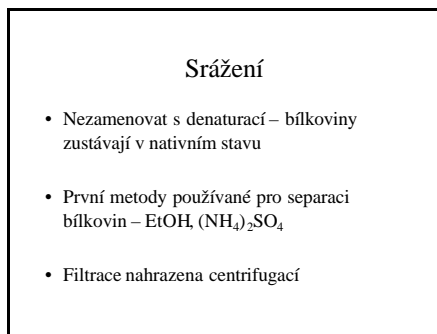 Srážení
• Nezamenovat s denaturací – bílkoviny
zustávají v nativním stavu
• První metody používané pro separaci
bílkovin – EtOH, (NH₄)₂SO₄
• Filtrace nahrazena centrifugací